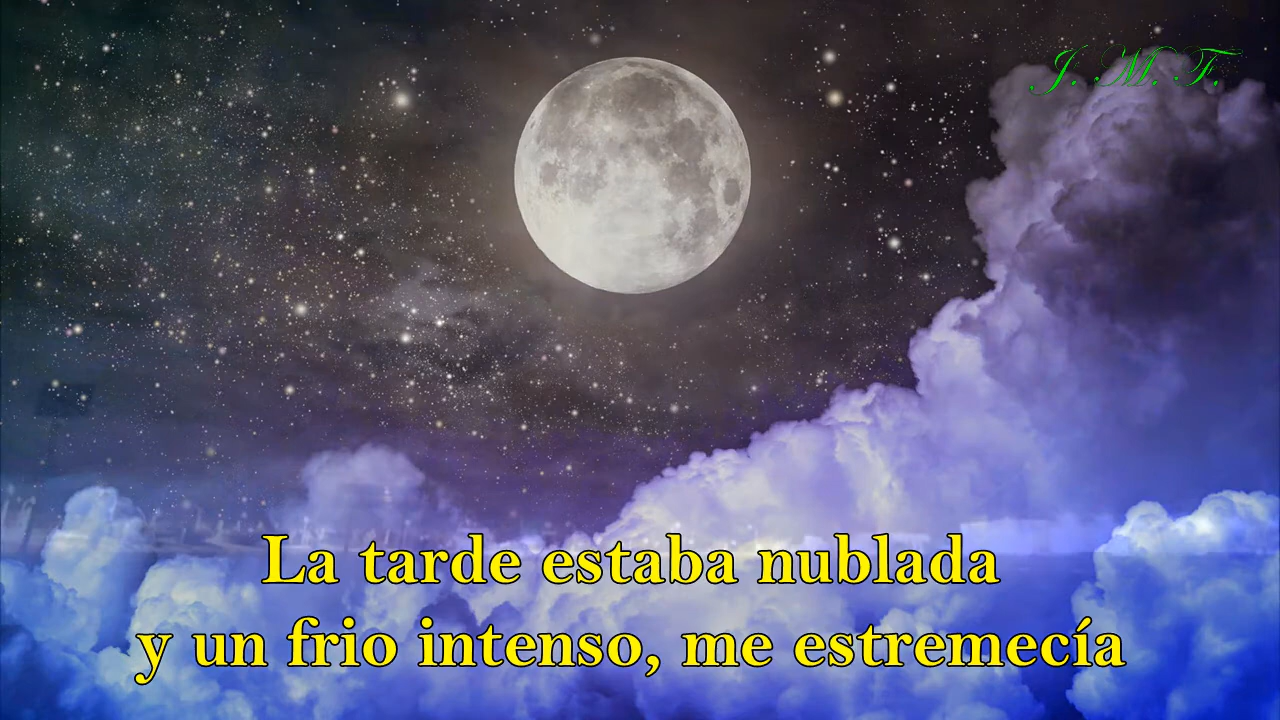 J. M. F.
La tarde estaba nublada
y un frio intenso, me estremecía